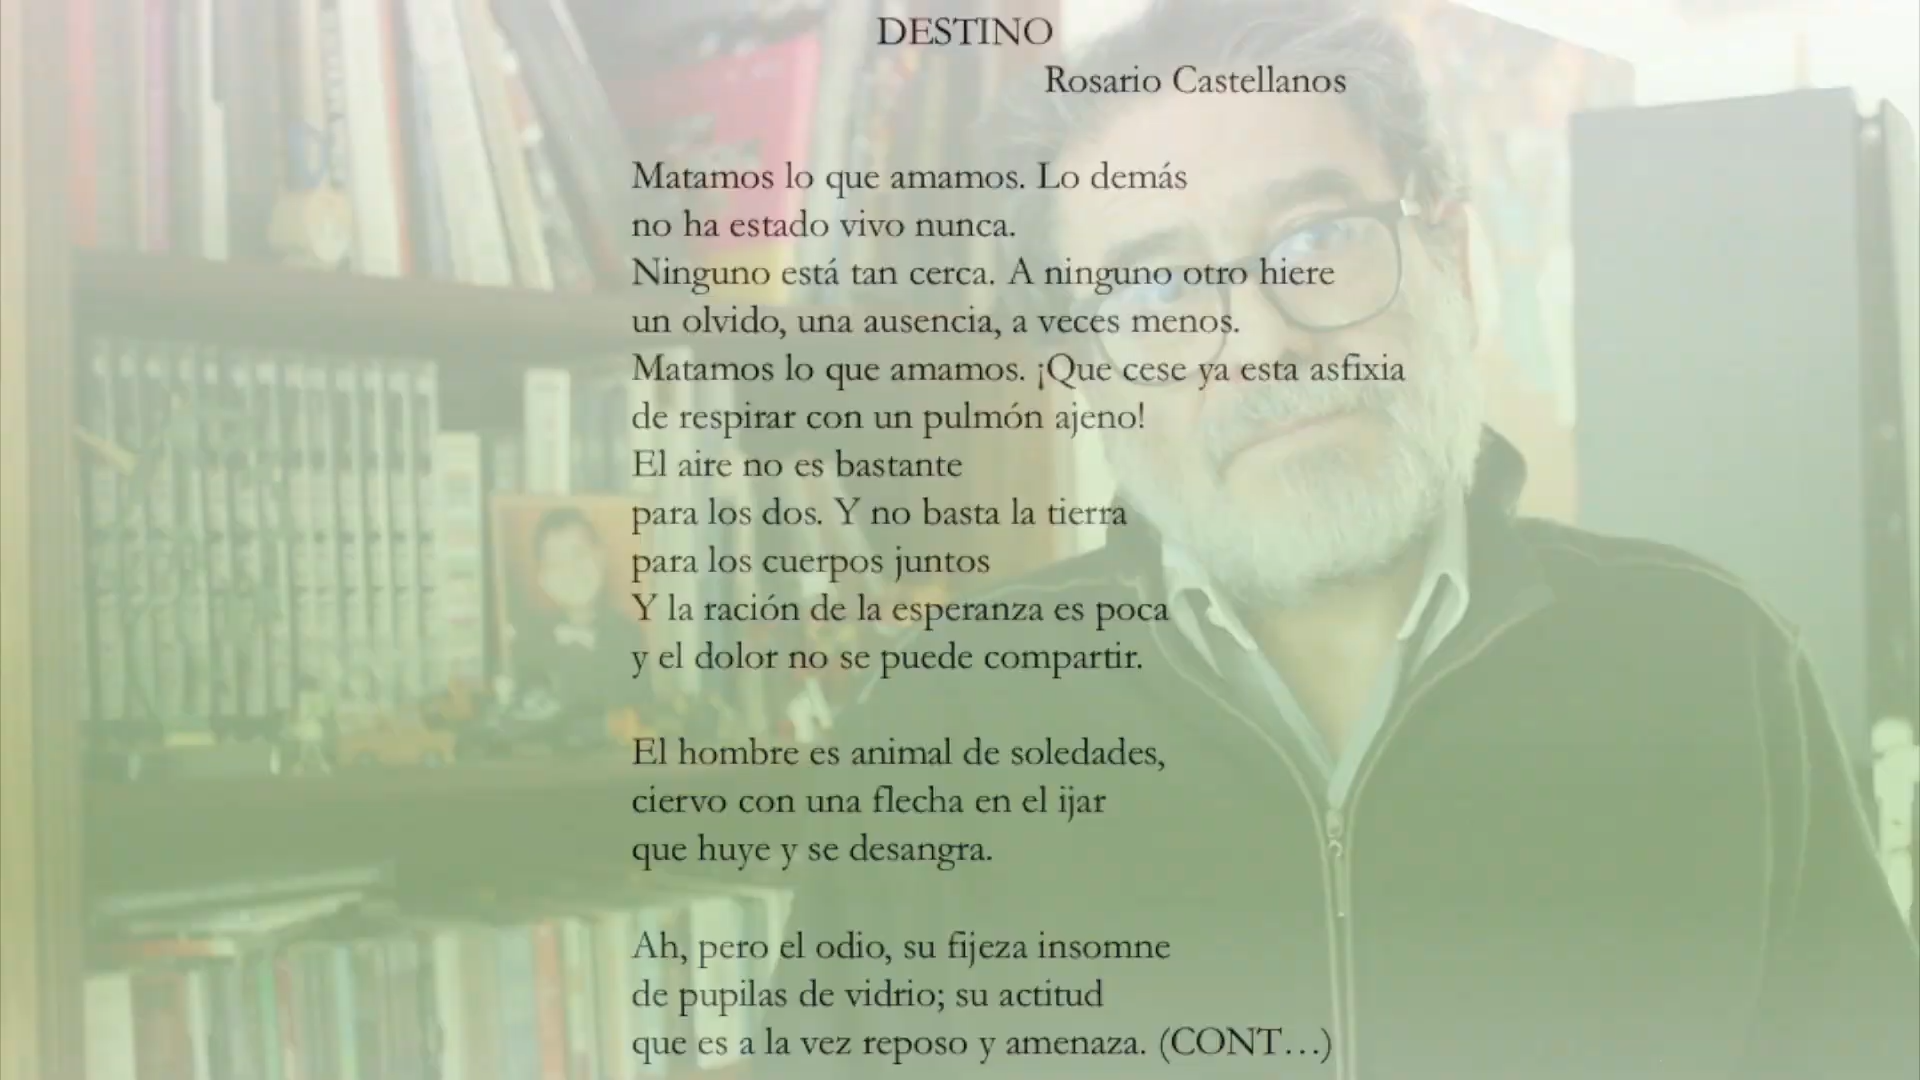 DESTINO
Rosario Castellanos
Matamos lo que amamos. Lo demás
no ha estado vivo nunca.
Ninguno está tan cerca. A ninguno otro hiere
un olvido, una ausencia, a veces menos.
Matamos lo que amamos. ¡Que cese ya esta asfixia
de respirar con un pulmón ajeno!
El aire no es bastante
para los dos. Y no basta la tierra
para los cuerpos juntos
Y la ración de la esperanza es poca
y el dolor no se puede compartir.
El hombre es animal de soledades,
ciervo con una flecha en el ijar
que huye y se desangra.
Ah, pero el odio, su fijeza insomne
de pupilas de vidrio; su actitud
que es a la vez reposo y amenaza. (CONT…)